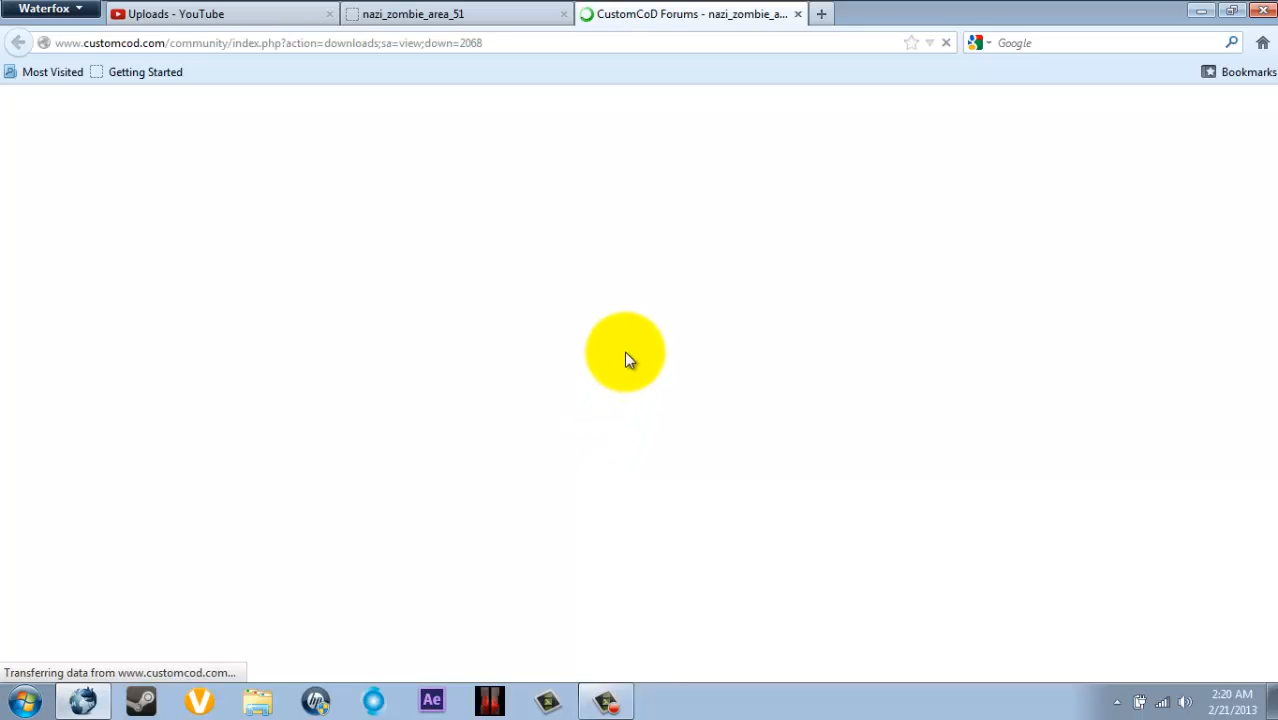 Waterfox
Uploads - YouTube
nazi_zombie_area_51
CustomCoD Forums - nazi_zombie_a...
www.customcod.com/community/index.php?action=downloads;sa=view;down=2068
Google
Most Visited
Getting Started
Bookmarks
Transferring data from www.customcod.com...
Ae
2:20 AM
2/21/2013